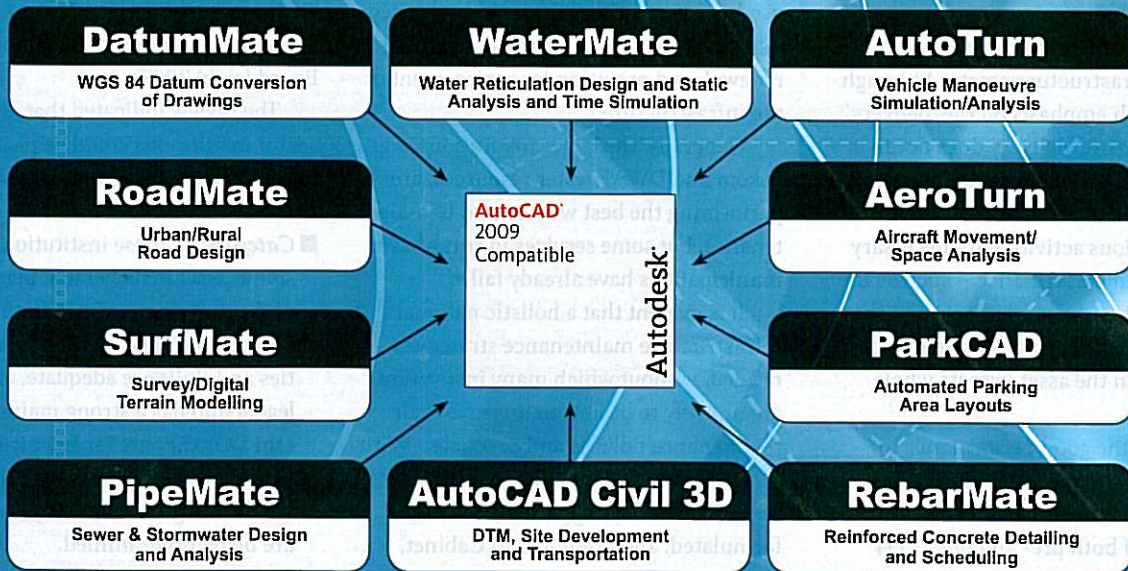 DatumMate
WGS 84 Datum Conversion
of Drawings
WaterMate
Water Reticulation Design and Static
Analysis and Time Simulation
AutoTurn
Vehicle Manoeuvre
Simulation/Analysis
RoadMate
Urban/Rural
Road Design
AutoCAD®
2009
Compatible
Autodesk®
AeroTurn
Aircraft Movement/
Space Analysis
SurfMate
Survey/Digital
Terrain Modelling
ParkCAD
Automated Parking
Area Layouts
PipeMate
Sewer & Stormwater Design
and Analysis
AutoCAD Civil 3D
DTM, Site Development
and Transportation
RebarMate
Reinforced Concrete Detailing
and Scheduling